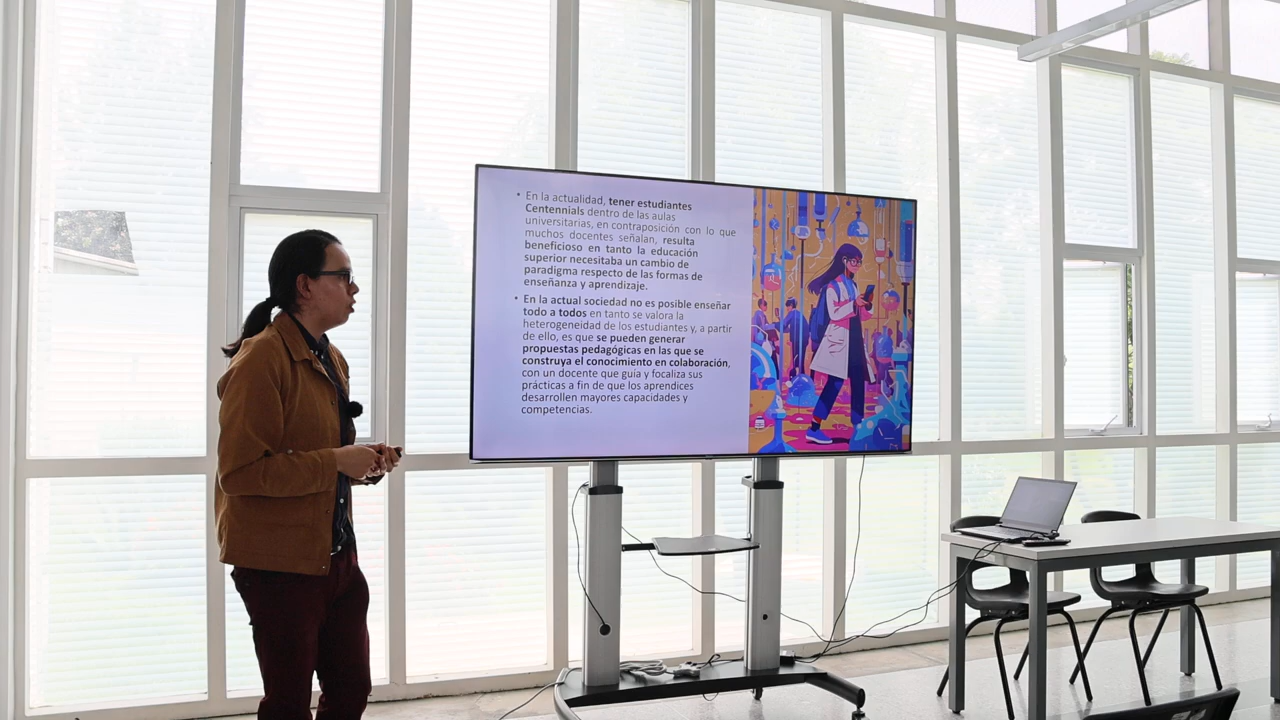 • En la actualidad, tener estudiantes
Centennials dentro de las aulas
universitarias, en contraposición con lo que
muchos docentes señalan, resulta
beneficioso en tanto la educación
superior necesitaba un cambio de
paradigma respecto de las formas de
enseñanza y aprendizaje.
• En la actual sociedad no es posible enseñar
todo a todos en tanto se valora la
heterogeneidad de los estudiantes y, a partir
de ello, es que se pueden generar
propuestas pedagógicas en las que se
construya el conocimiento en colaboración,
con un docente que guía y focaliza sus
prácticas a fin de que los aprendices
desarrollen mayores capacidades y
competencias.